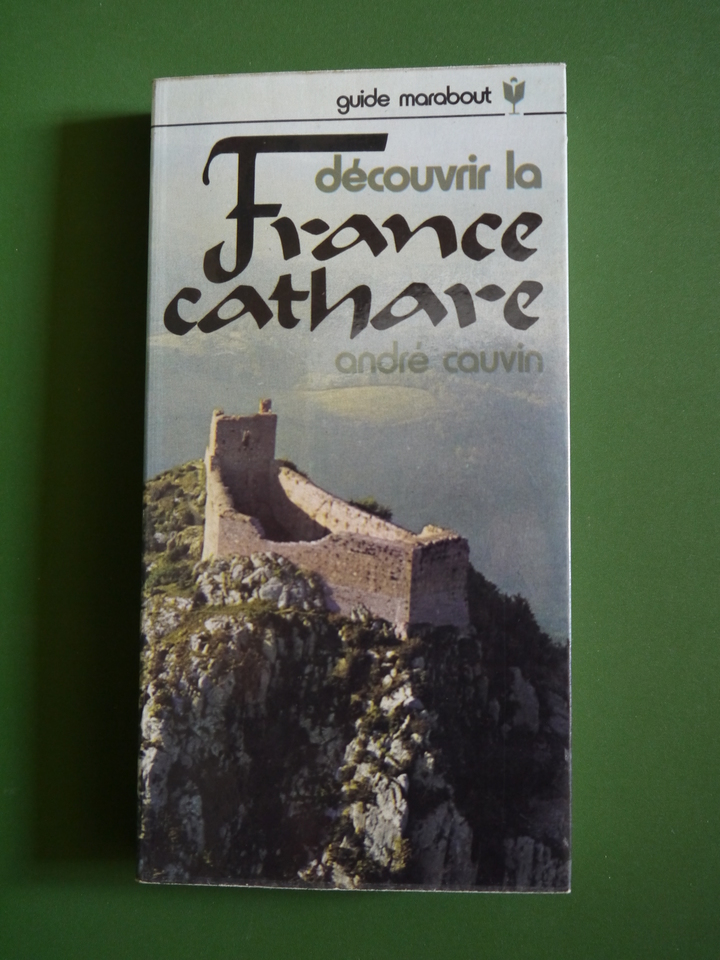 guide marabout
découvrir la
France
cathare
andré cauvin